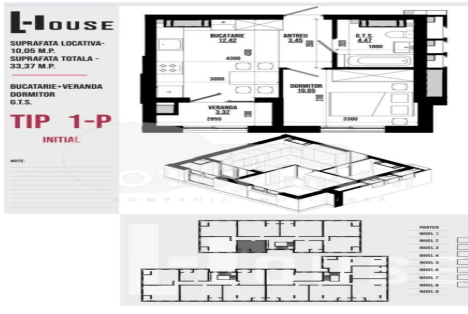 HOUSE
SUPRAFATA LOCATIVA-
10,05 M.P.
SUPRAFATA TOTALA -
33,37 M.P.
BUCATARIE+VERANDA
DORMITOR
G.T.S.
TIP 1-P
INITIAL
NOTE:
BUCATARIE
12.42
ANTREU
3.45
G.T.S.
4.47
1890
4300
3000
DORMITOR
10.05
VERANDA
3.32
2850
3300
PARTER
NIVEL 1
NIVEL 2
NIVEL 3
NIVEL 4
NIVEL 5
NIVEL 6
NIVEL 7
NIVEL 8
NIVEL 9